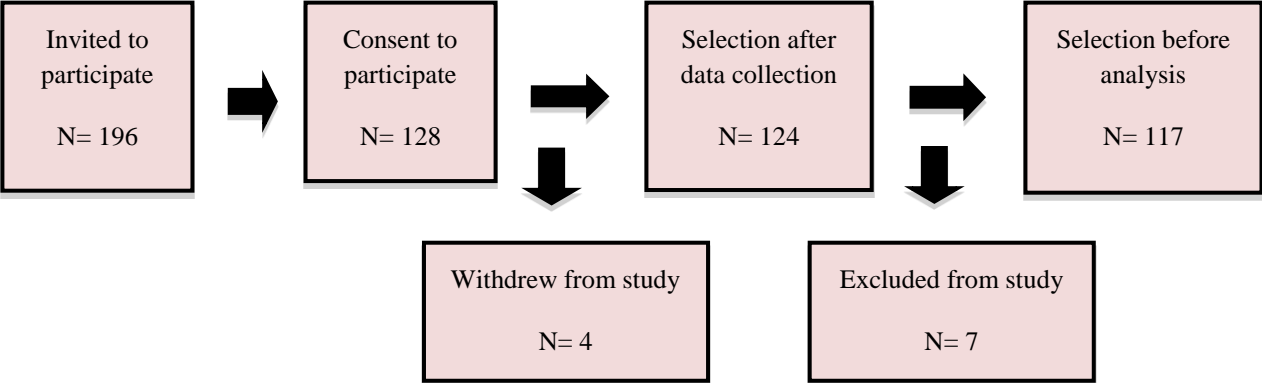 Invited to
participate
N= 196
Consent to
participate
N= 128
Selection after
data collection
N= 124
Selection before
analysis
N= 117
Withdrew from study
N= 4
Excluded from study
N= 7